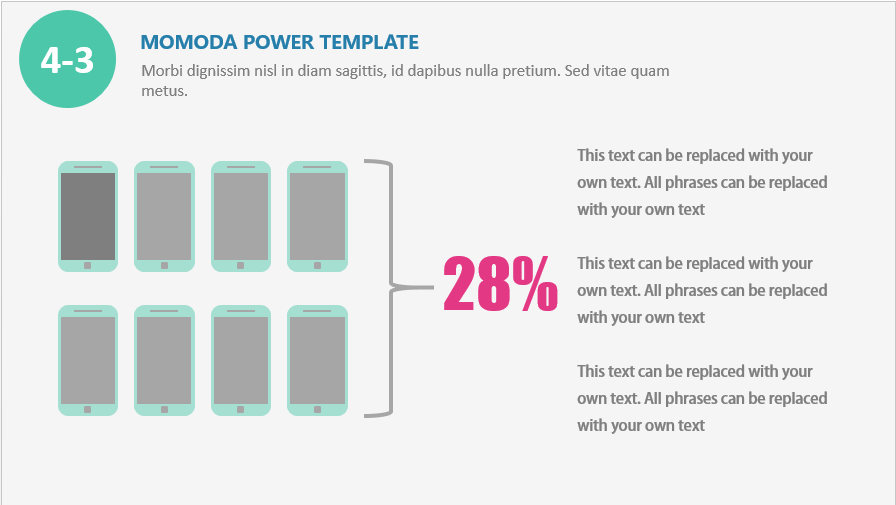 4-3
MOMODA POWER TEMPLATE
Morbi dignissim nisl in diam sagittis, id dapibus nulla pretium. Sed vitae quam
metus.
28%
This text can be replaced with your
own text. All phrases can be replaced
with your own text
This text can be replaced with your
own text. All phrases can be replaced
with your own text
This text can be replaced with your
own text. All phrases can be replaced
with your own text